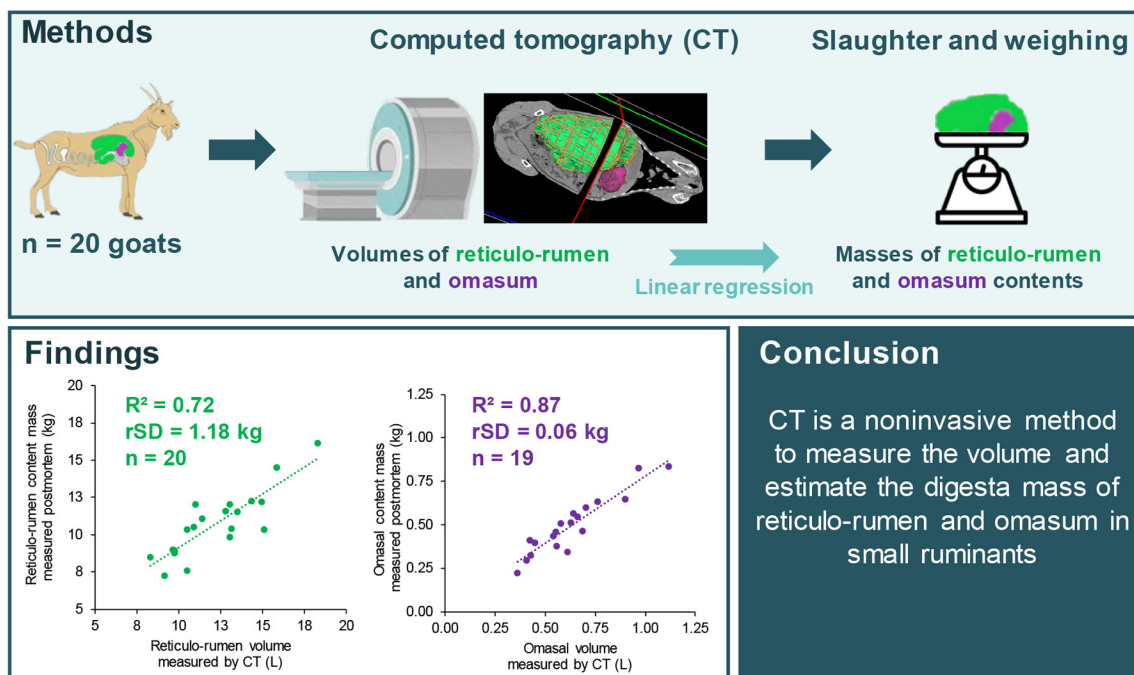 Methods
Computed tomography (CT)
Slaughter and weighing
n = 20 goats
Volumes of reticulo-rumen
and omasum
Linear regression
Masses of reticulo-rumen
and omasum contents
Findings
R² = 0.72
rSD = 1.18 kg
n = 20
Reticulo-rumen content mass
measured postmortem (kg)
20
18
15
13
10
8
5
5
8
10
13
15
18
20
Reticulo-rumen volume
measured by CT (L)
R² = 0.87
rSD = 0.06 kg
n = 19
Omasal content mass
measured postmortem (kg)
1.25
1.00
0.75
0.50
0.25
0.00
0.00
0.25
0.50
0.75
1.00
1.25
Omasal volume
measured by CT (L)
Conclusion
CT is a noninvasive method
to measure the volume and
estimate the digesta mass of
reticulo-rumen and omasum in
small ruminants